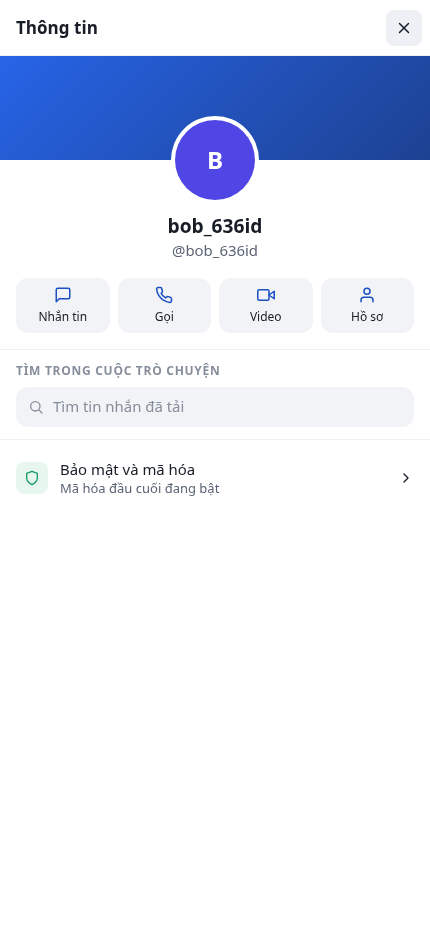 Thông tin
B
bob_636id
@bob_636id
Nhắn tin
Gọi
Video
Hồ sơ
TÌM TRONG CUỘC TRÒ CHUYỆN
Tìm tin nhắn đã tải
Bảo mật và mã hóa
Mã hóa đầu cuối đang bật